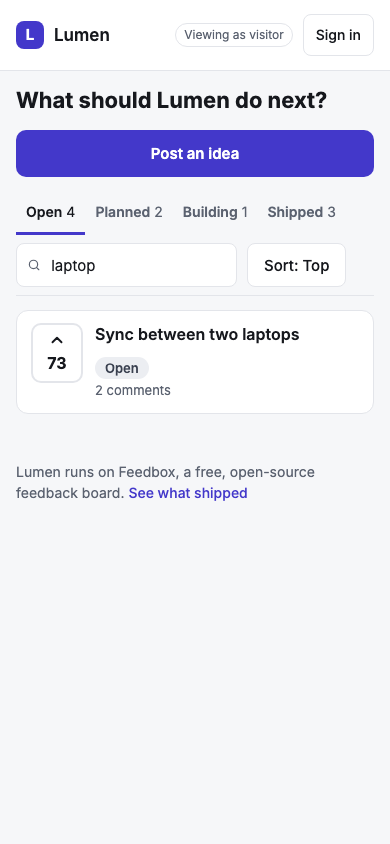 L Lumen Viewing as visitor Sign in
What should Lumen do next?
Post an idea
Open 4 Planned 2 Building 1 Shipped 3
laptop Sort: Top
Sync between two laptops
73
Open
2 comments
Lumen runs on Feedbox, a free, open-source
feedback board. See what shipped